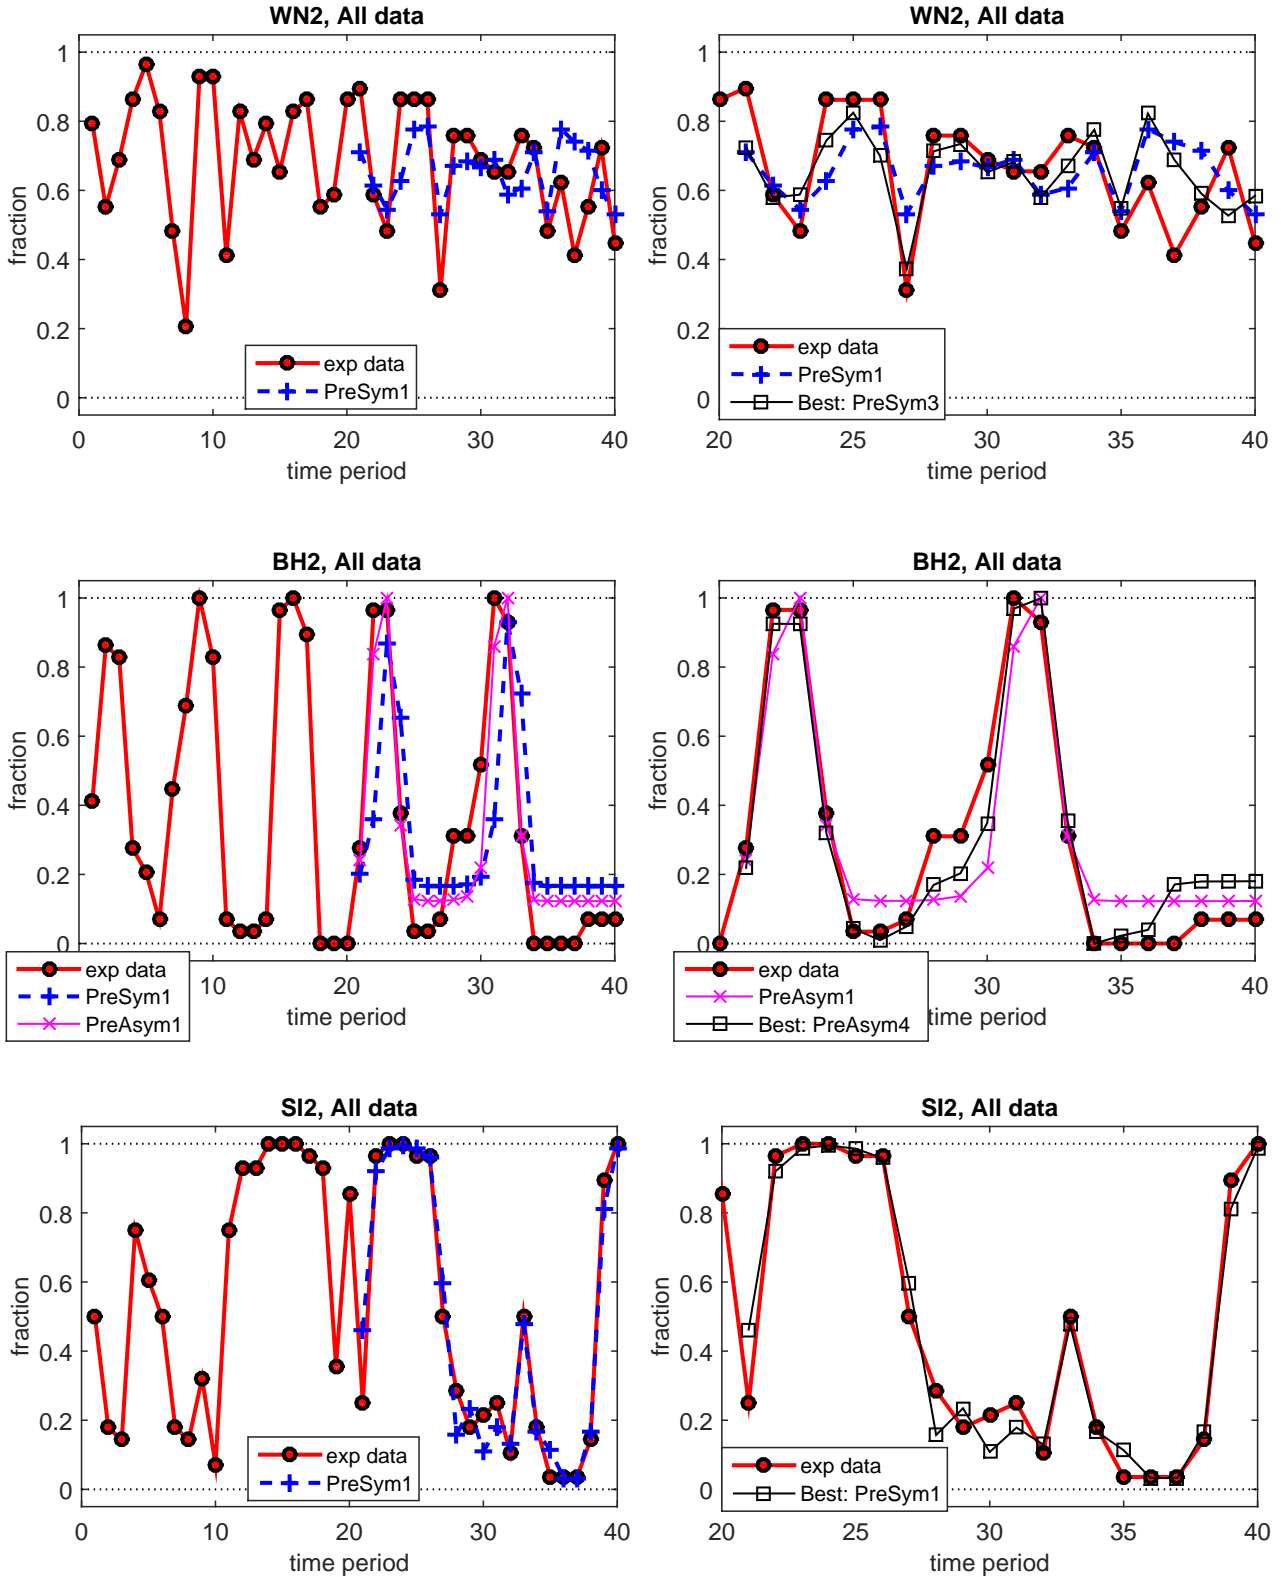 WN2, All data
1
0.8
0.6
0.4
0.2
0
fraction
exp data
PreSym1
0 10 20 30 40
time period
WN2, All data
1
0.8
0.6
0.4
0.2
0
fraction
exp data
PreSym1
Best: PreSym3
20 25 30 35 40
time period
BH2, All data
1
0.8
0.6
0.4
0.2
0
fraction
10 20 30 40
time period
exp data
PreSym1
PreAsym1
BH2, All data
1
0.8
0.6
0.4
0.2
0
fraction
30 35 40
time period
exp data
PreAsym1
Best: PreAsym4
SI2, All data
1
0.8
0.6
0.4
0.2
0
fraction
exp data
PreSym1
0 10 20 30 40
time period
SI2, All data
1
0.8
0.6
0.4
0.2
0
fraction
exp data
Best: PreSym1
20 25 30 35 40
time period